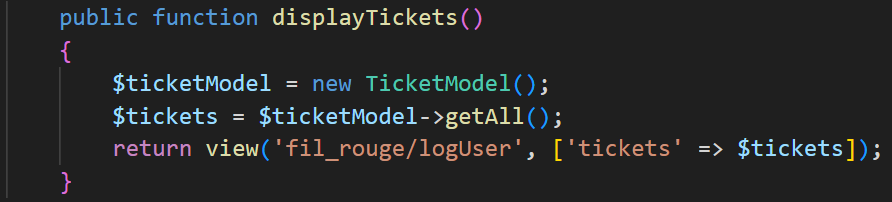 public function displayTickets()
{
$ticketModel = new TicketModel();
$tickets = $ticketModel->getAll();
return view('fil_rouge/logUser', ['tickets' => $tickets]);
}